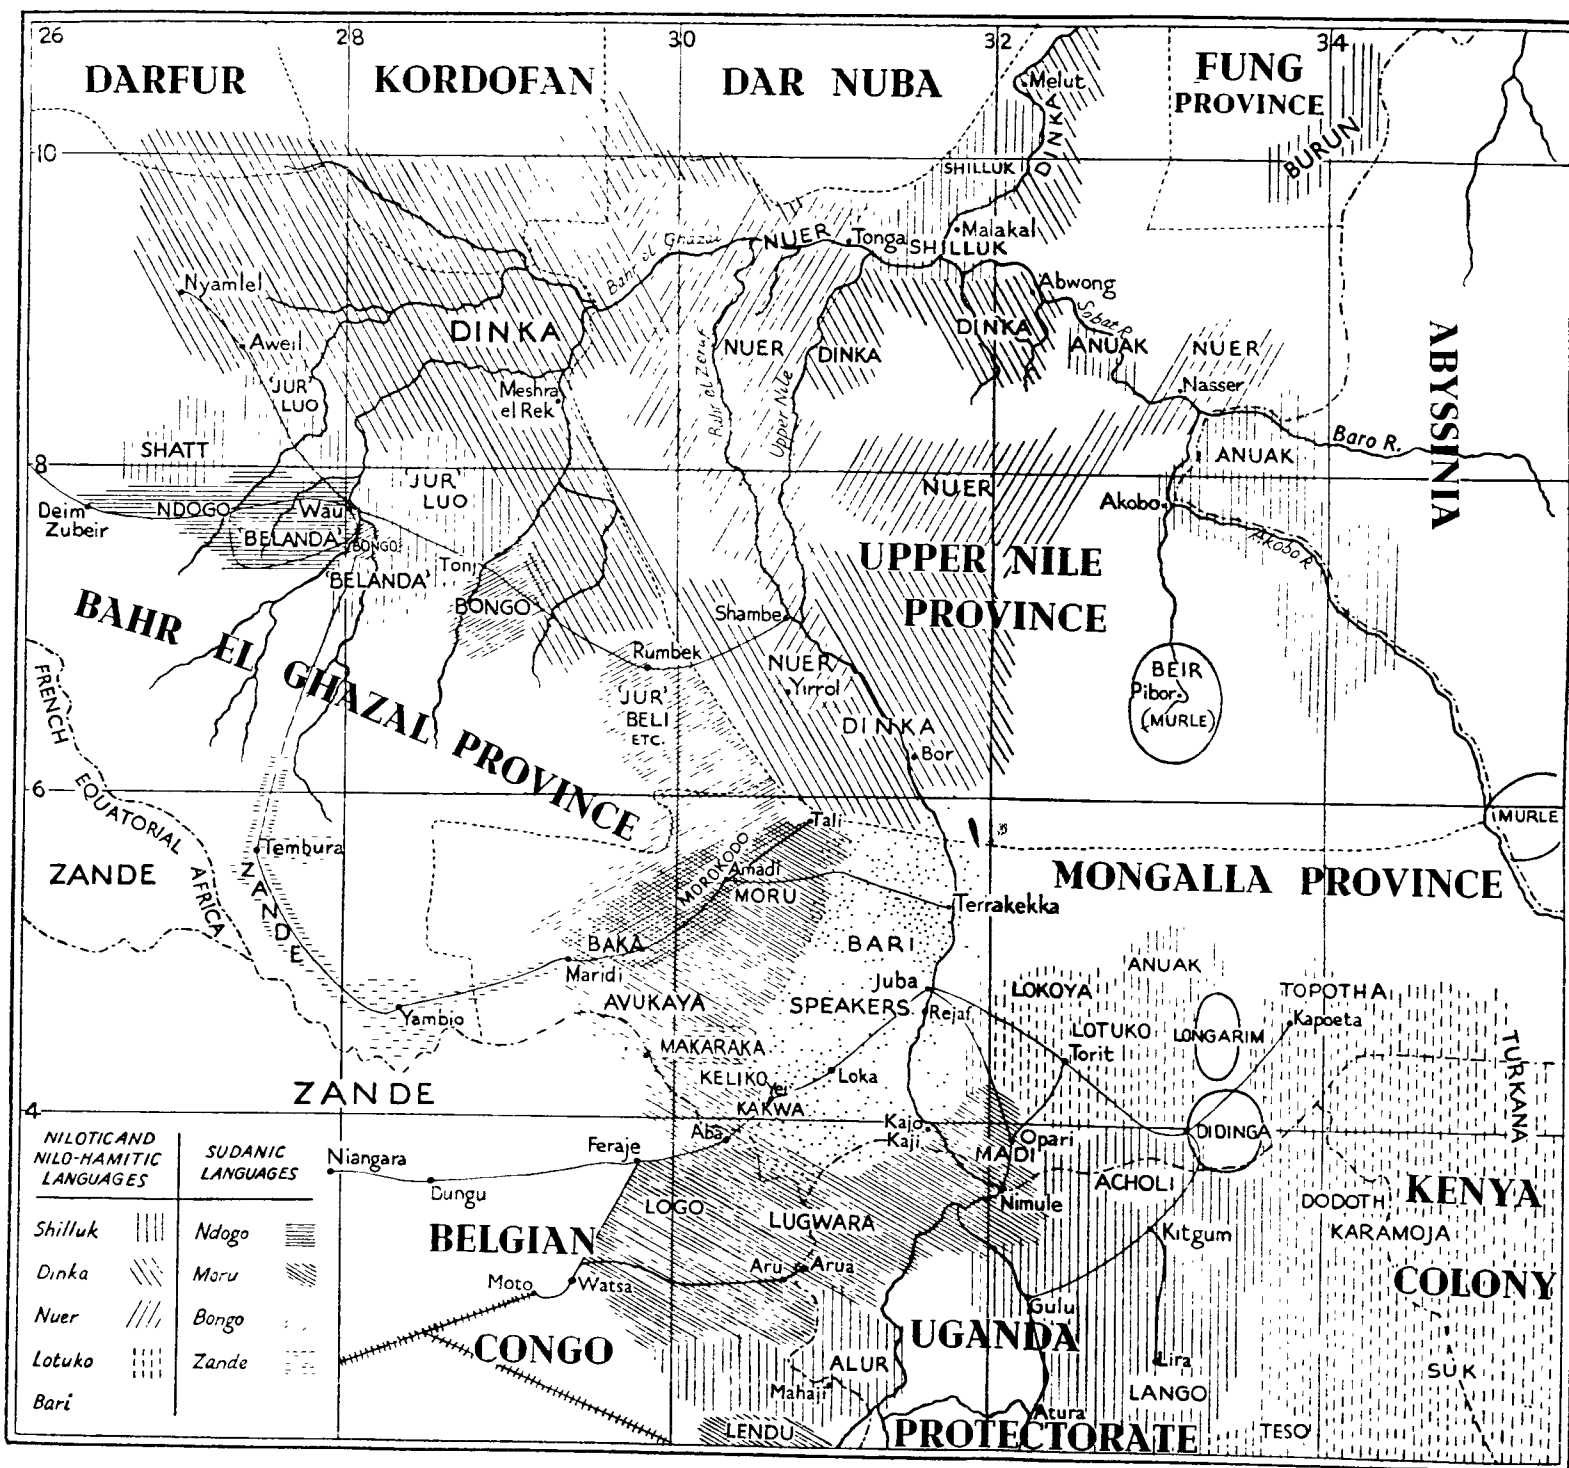 26
28
30
32
34
DARFUR
KORDOFAN
DAR NUBA
FUNG
PROVINCE
Melut
DINKA
BURUN
10
SHILLUK
Bahr el Ghazal
NUER
Tonga
SHILLUK
Malakal
Nyamlel
Abwong
Sobat R.
DINKA
Aweil
NUER
DINKA
DINKA
ANUAK
NUER
ABYSSINIA
'JUR'
LUO
Meshra
el Rek
Bahr el Zeraf
Upper Nile
Nasser
Baro R.
SHATT
8
'JUR'
LUO
ANUAK
NUER
Deim
Zubeir
NDOGO
Wau
Akobo
'BELANDA'
BONGO
Akobo R.
'BELANDA'
Tonj
UPPER NILE
PROVINCE
BONGO
Shambe
BAHR EL GHAZAL PROVINCE
Rumbek
NUER
Yirrol
BEIR
Pibor
(MURLE)
FRENCH
EQUATORIAL
AFRICA
'JUR'
BELI
ETC.
DINKA
Bor
6
Tali
MURLE
Tembura
ZANDE
ZANDE
MOROKODO
Amadi
MORU
MONGALLA PROVINCE
Terrakekka
BAKA
BARI
Maridi
ANUAK
Juba
LOKOYA
TOPOTHA
AVUKAYA
SPEAKERS
Rejaf
Kapoeta
Yambio
LOTUKO
LONGARIM
Torit
TURKANA
MAKARAKA
ZANDE
KELIKO
Yei
Loka
KAKWA
4
Kajo
Kaji
Aba
Opari
DIDINGA
MADI
NILOTIC AND
NILO-HAMITIC
LANGUAGES
SUDANIC
LANGUAGES
Niangara
Feraje
Dungu
ACHOLI
Nimule
DODOTH
KENYA
LOGO
LUGWARA
KARAMOJA
Shilluk
Ndogo
BELGIAN
Kitgum
Dinka
Moru
Moto
Watsa
Aru
Arua
COLONY
Nuer
Bongo
Gulu
CONGO
UGANDA
Lotuko
Zande
ALUR
Lira
SUK
Mahaji
LANGO
Bari
Atura
LENDU
PROTECTORATE
TESO